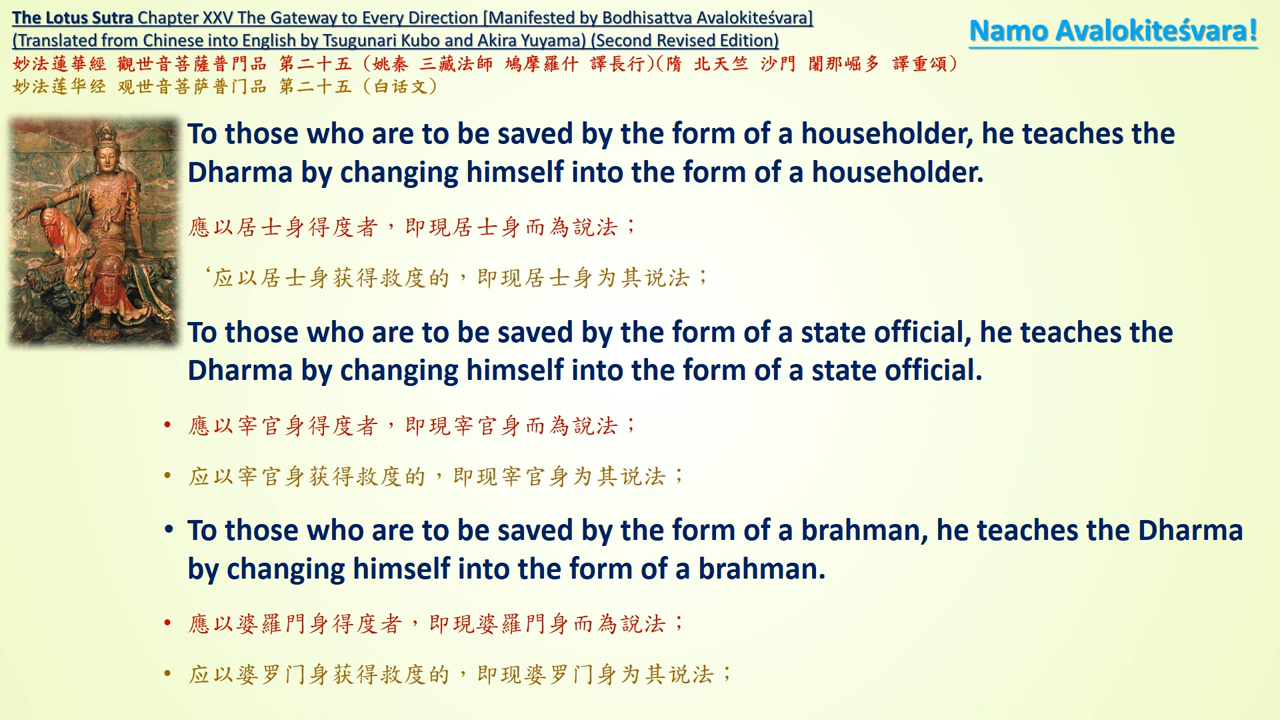 The Lotus Sutra Chapter XXV The Gateway to Every Direction [Manifested by Bodhisattva Avalokiteśvara]
(Translated from Chinese into English by Tsugunari Kubo and Akira Yuyama) (Second Revised Edition)
妙法蓮華經 觀世音菩薩普門品 第二十五 (姚秦 三藏法師 鳩摩羅什 譯長行)(隋 北天竺 沙門 闍那崛多 譯重頌)
妙法莲华经 观世音菩萨普门品 第二十五 (白话文)
Namo Avalokiteśvara!
To those who are to be saved by the form of a householder, he teaches the
Dharma by changing himself into the form of a householder.
應以居士身得度者，即現居士身而為說法；
‘应以居士身获得救度的，即现居士身为其说法；
To those who are to be saved by the form of a state official, he teaches the
Dharma by changing himself into the form of a state official.
• 應以宰官身得度者，即現宰官身而為說法；
• 应以宰官身获得救度的，即现宰官身为其说法；
• To those who are to be saved by the form of a brahman, he teaches the Dharma
by changing himself into the form of a brahman.
• 應以婆羅門身得度者，即現婆羅門身而為說法；
• 应以婆罗门身获得救度的，即现婆罗门身为其说法；